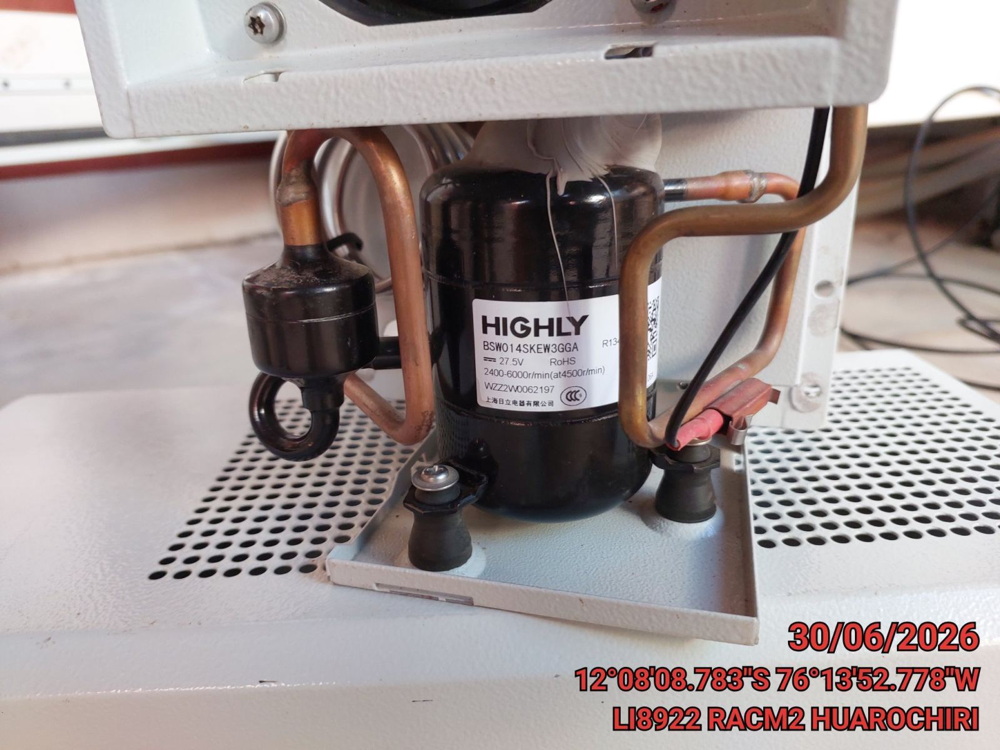 HIGHLY
BSW014SKEW3GGA R134
27.5V RoHS
2400-6000r/min(at4500r/min)
WZZ2W0062197
上海日立电器有限公司 CCC S
30/06/2026
12°08'08.783"S 76°13'52.778"W
LI8922 RACM2 HUAROCHIRI